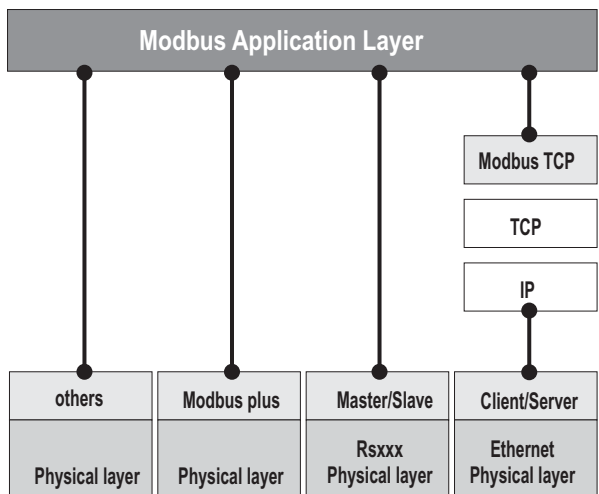 Modbus Application Layer
Modbus TCP
TCP
IP
others
Modbus plus
Master/Slave
Client/Server
Physical layer
Physical layer
Rsxxx
Physical layer
Ethernet
Physical layer